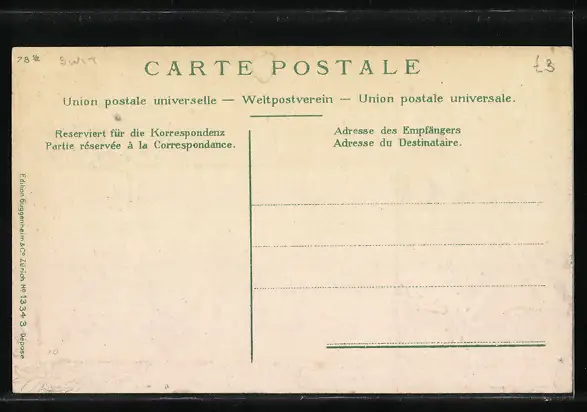 78 SWIT £3
CARTE POSTALE
Union postale universelle — Weltpostverein — Union postale universale.
Reserviert für die Korrespondenz
Partie réservée à la Correspondance.
Adresse des Empfängers
Adresse du Destinataire.
Edition Guggenheim & Co Zürich No 13343 Déposé